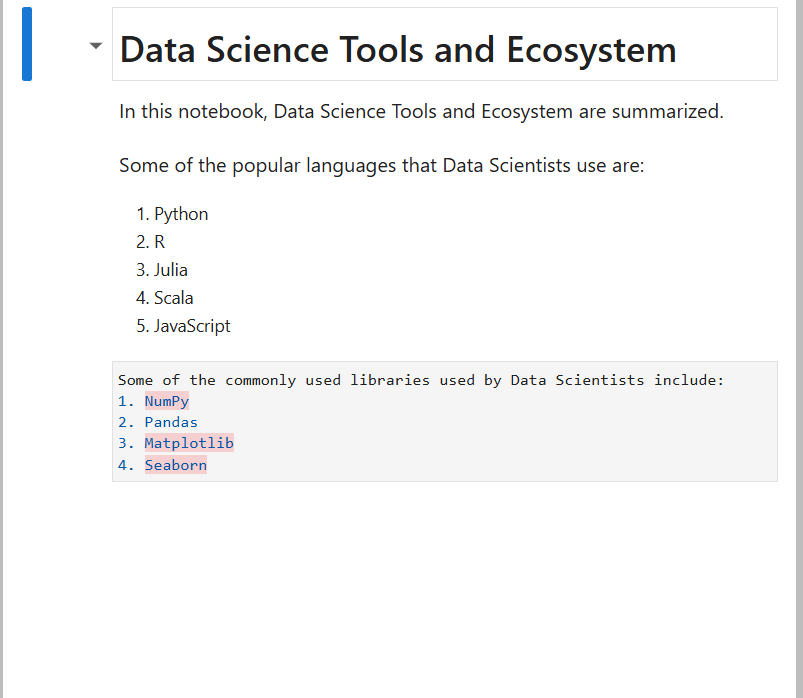 Data Science Tools and Ecosystem
In this notebook, Data Science Tools and Ecosystem are summarized.
Some of the popular languages that Data Scientists use are:
1. Python
2. R
3. Julia
4. Scala
5. JavaScript
Some of the commonly used libraries used by Data Scientists include:
1. NumPy
2. Pandas
3. Matplotlib
4. Seaborn